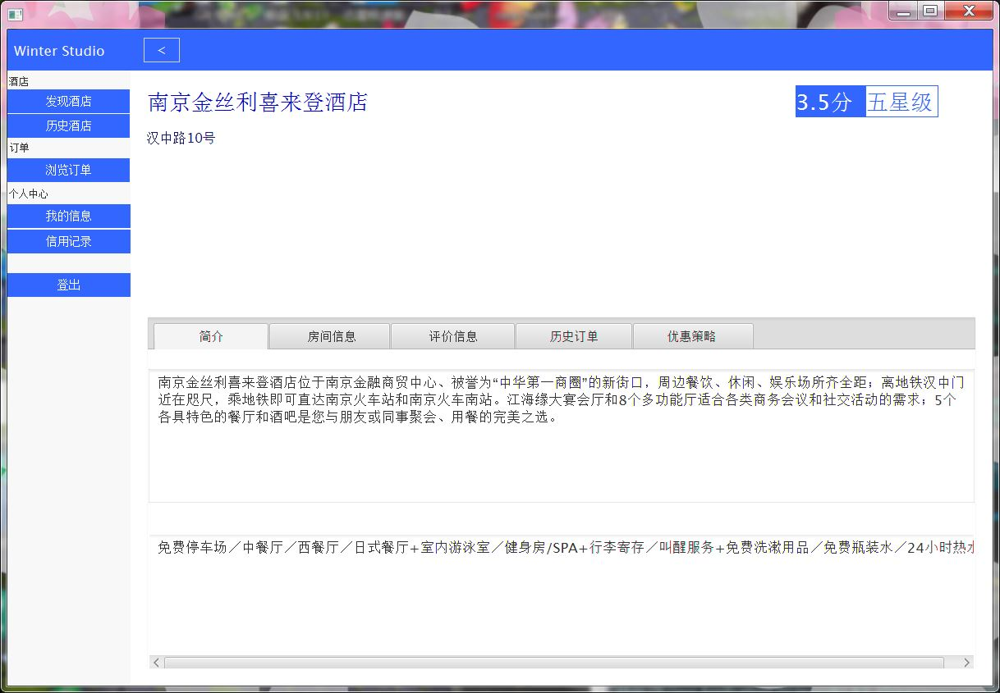 Winter Studio
<
酒店
发现酒店
历史酒店
订单
浏览订单
个人中心
我的信息
信用记录
登出
南京金丝利喜来登酒店
3.5分 五星级
汉中路10号
简介 房间信息 评价信息 历史订单 优惠策略
南京金丝利喜来登酒店位于南京金融商贸中心、被誉为“中华第一商圈”的新街口，周边餐饮、休闲、娱乐场所齐全距；离地铁汉中门
近在咫尺，乘地铁即可直达南京火车站和南京火车南站。江海缘大宴会厅和8个多功能厅适合各类商务会议和社交活动的需求；5个
各具特色的餐厅和酒吧是您与朋友或同事聚会、用餐的完美之选。
免费停车场／中餐厅／西餐厅／日式餐厅+室内游泳室／健身房/SPA+行李寄存／叫醒服务+免费洗漱用品／免费瓶装水／24小时热水